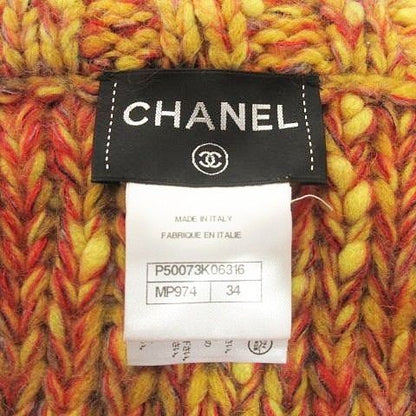 CHANEL
MADE IN ITALY
FABRIQUE EN ITALIE
P50073K06316
MP974 34